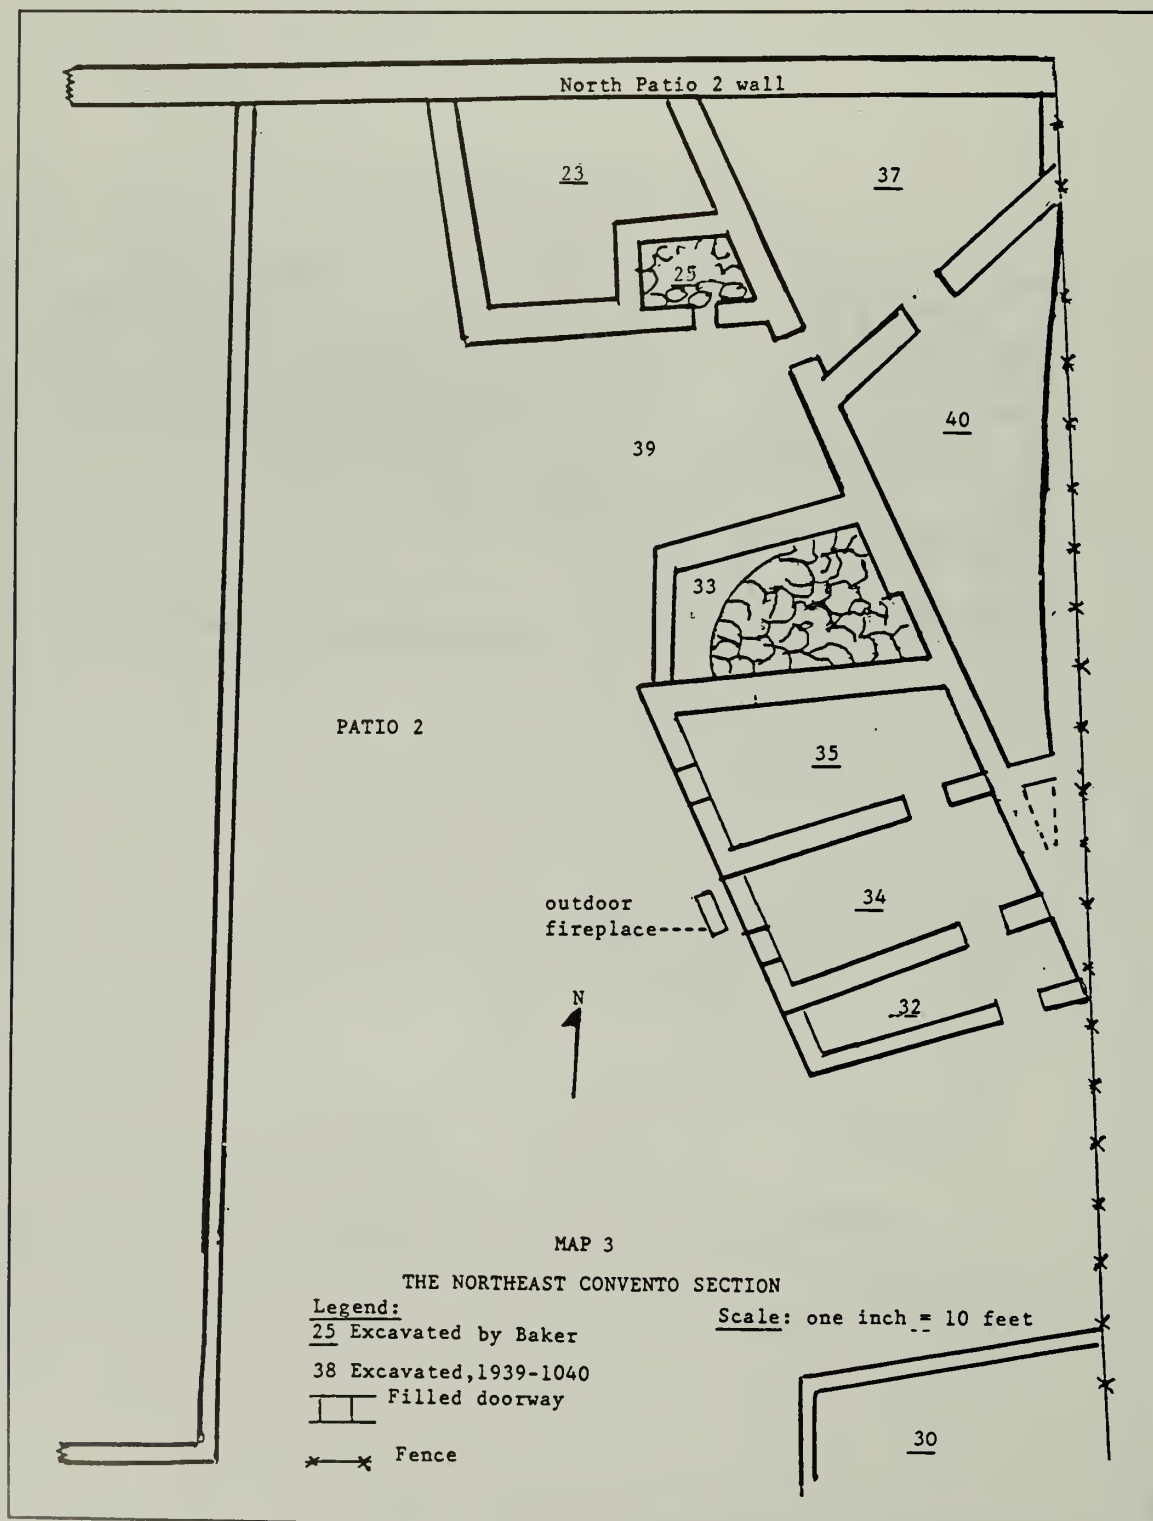 North Patio 2 wall
23
37
25
40
39
33
PATIO 2
35
34
outdoor
fireplace----
N
32
MAP 3
THE NORTHEAST CONVENTO SECTION
Legend:
Scale: one inch = 10 feet
25 Excavated by Baker
38 Excavated,1939-1040
Filled doorway
Fence
30